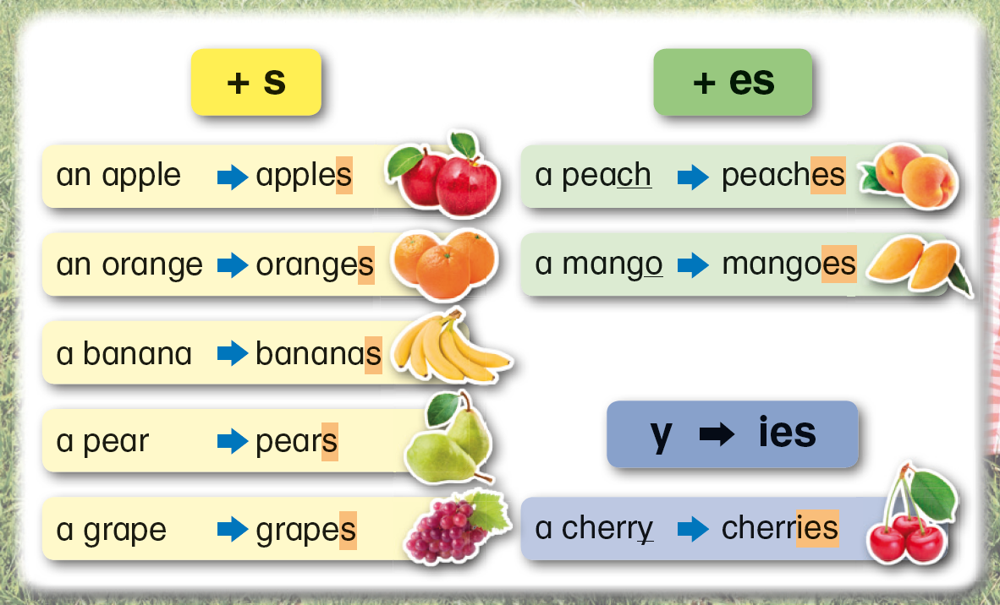 + s
an apple ➡ apples
an orange ➡ oranges
a banana ➡ bananas
a pear ➡ pears
a grape ➡ grapes
+ es
a peach ➡ peaches
a mango ➡ mangoes
y ➡ ies
a cherry ➡ cherries